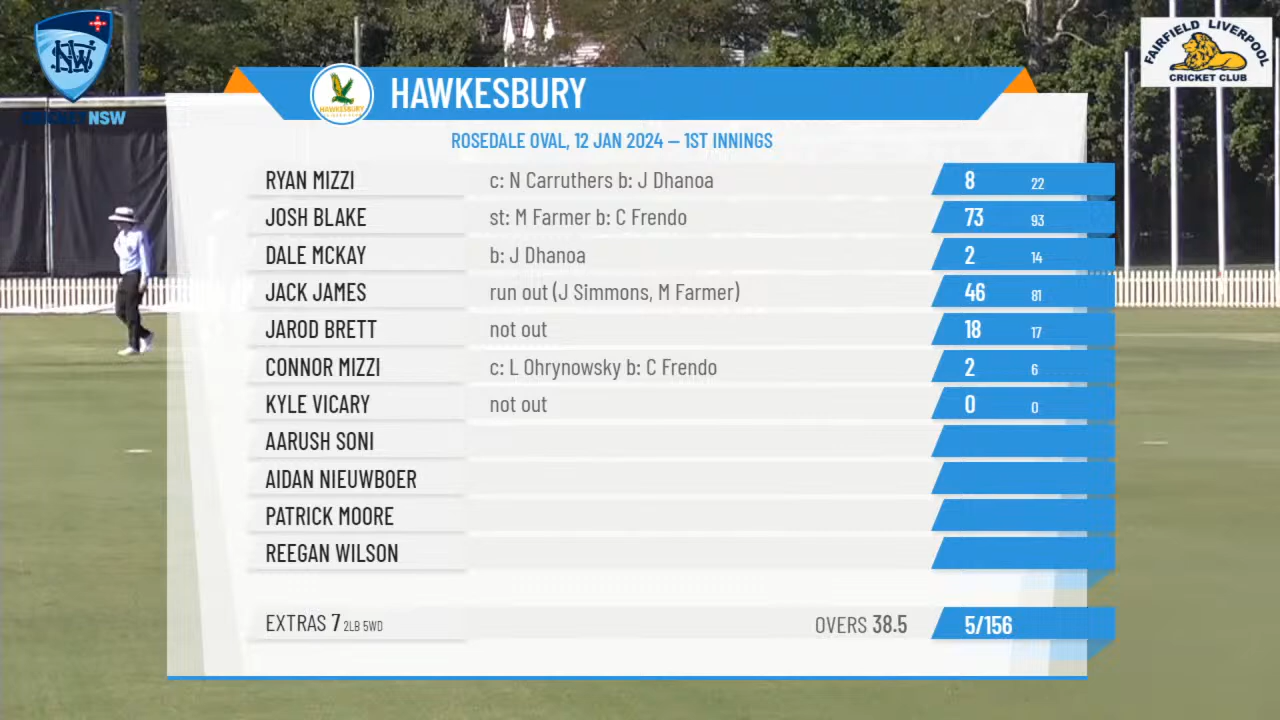 NSW
CRICKET NSW
FAIRFIELD LIVERPOOL
CRICKET CLUB
HAWKESBURY
HAWKESBURY
ROSEDALE OVAL, 12 JAN 2024 – 1ST INNINGS
RYAN MIZZI c: N Carruthers b: J Dhanoa 8 22
JOSH BLAKE st: M Farmer b: C Frendo 73 93
DALE MCKAY b: J Dhanoa 2 14
JACK JAMES run out (J Simmons, M Farmer) 46 81
JAROD BRETT not out 18 17
CONNOR MIZZI c: L Ohrynowsky b: C Frendo 2 6
KYLE VICARY not out 0 0
AARUSH SONI
AIDAN NIEUWBOER
PATRICK MOORE
REEGAN WILSON
EXTRAS 7 2LB 5WD OVERS 38.5 5/156